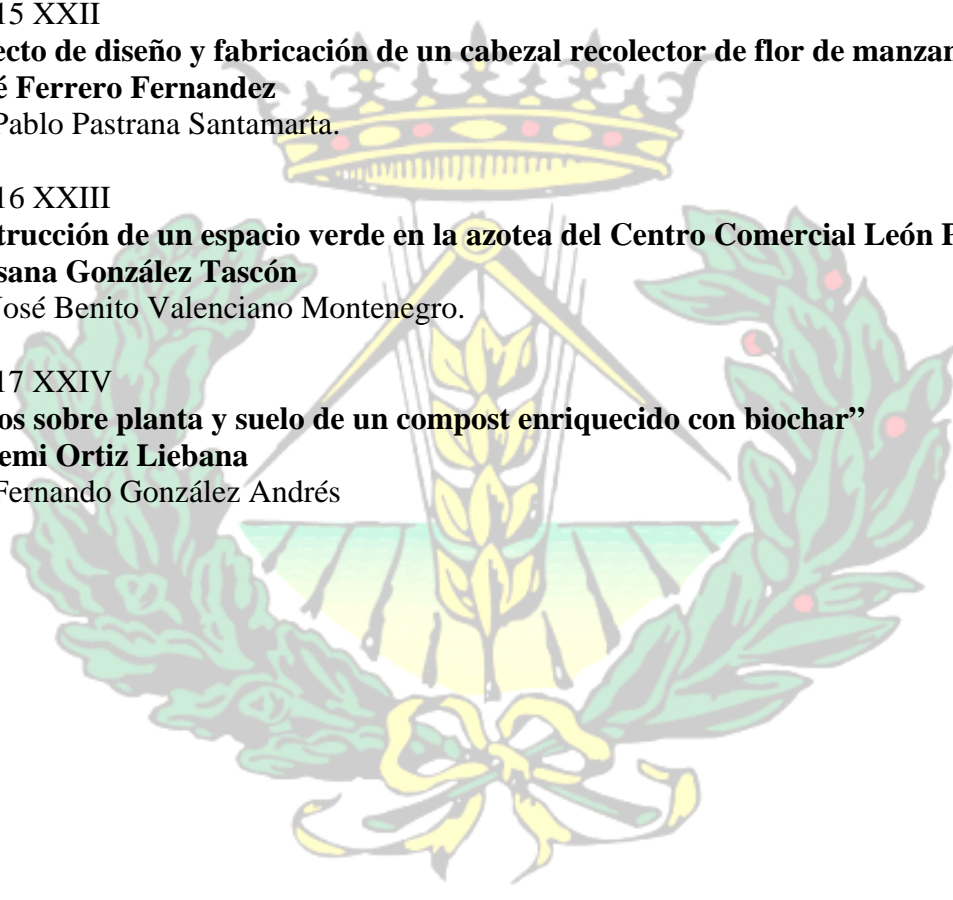 15 XXII
ecto de diseño y fabricación de un cabezal recolector de flor de manzan
é Ferrero Fernandez
Pablo Pastrana Santamarta.
16 XXIII
trucción de un espacio verde en la azotea del Centro Comercial León
sana González Tascón
José Benito Valenciano Montenegro.
17 XXIV
os sobre planta y suelo de un compost enriquecido con biochar”
emi Ortiz Liebana
Fernando González Andrés